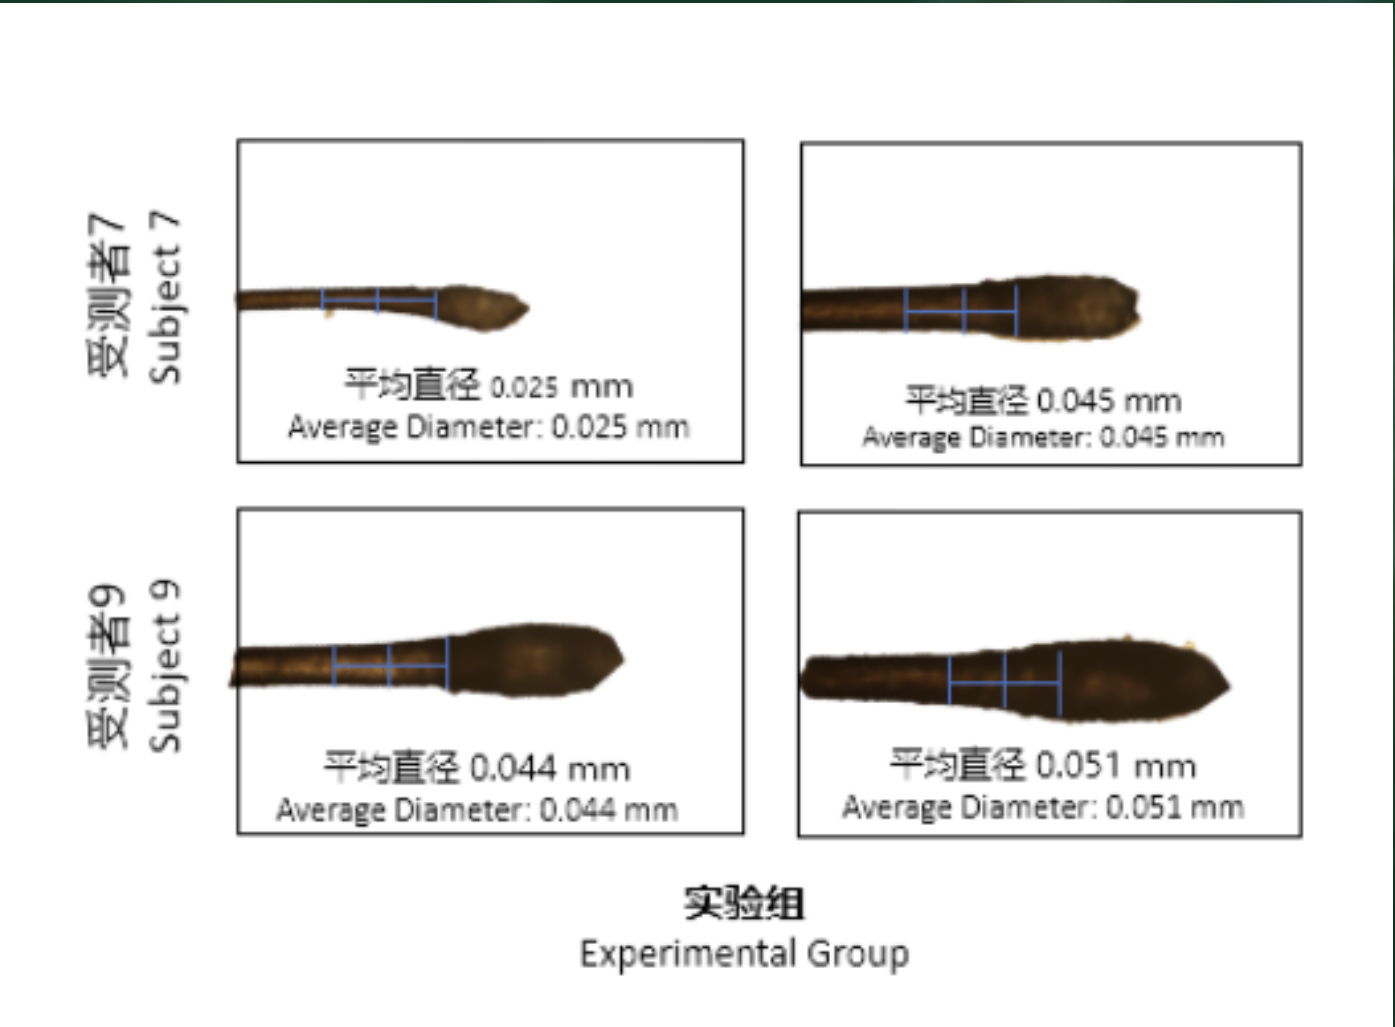 受测者7
Subject 7
平均直径 0.025 mm
Average Diameter: 0.025 mm
平均直径 0.045 mm
Average Diameter: 0.045 mm
受测者9
Subject 9
平均直径 0.044 mm
Average Diameter: 0.044 mm
平均直径 0.051 mm
Average Diameter: 0.051 mm
实验组
Experimental Group